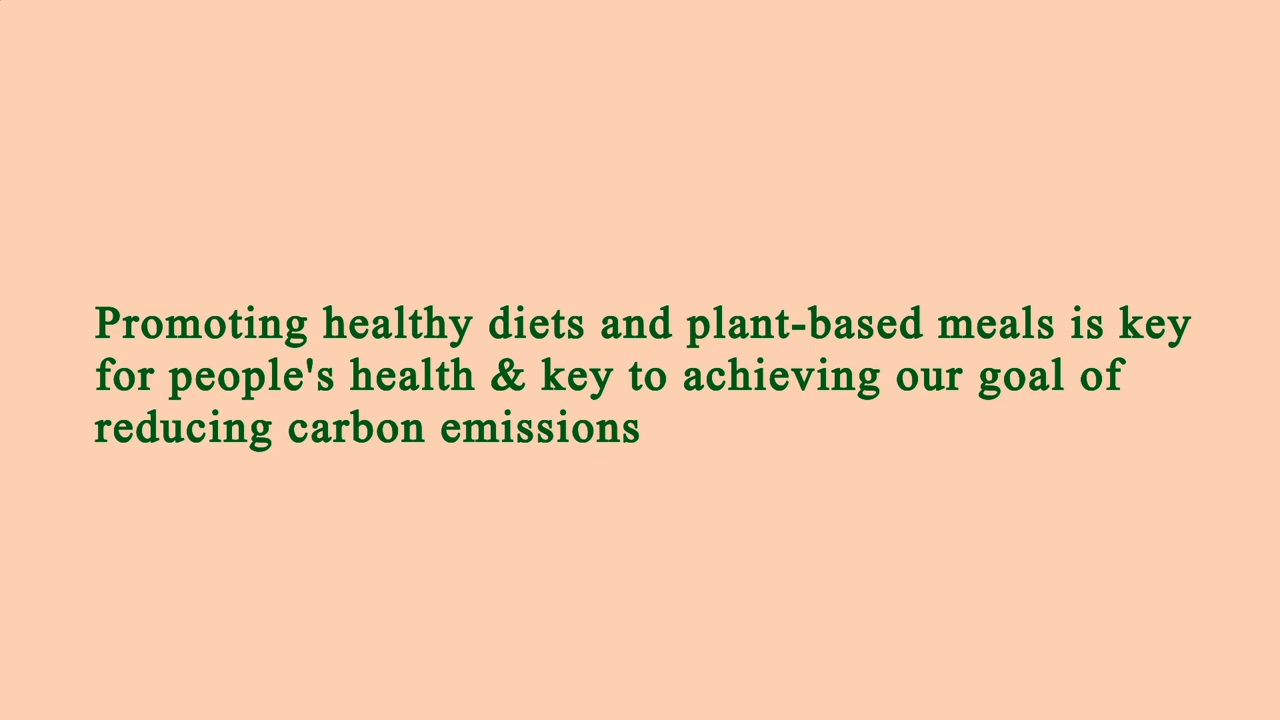 Promoting healthy diets and plant-based meals is key
for people's health & key to achieving our goal of
reducing carbon emissions